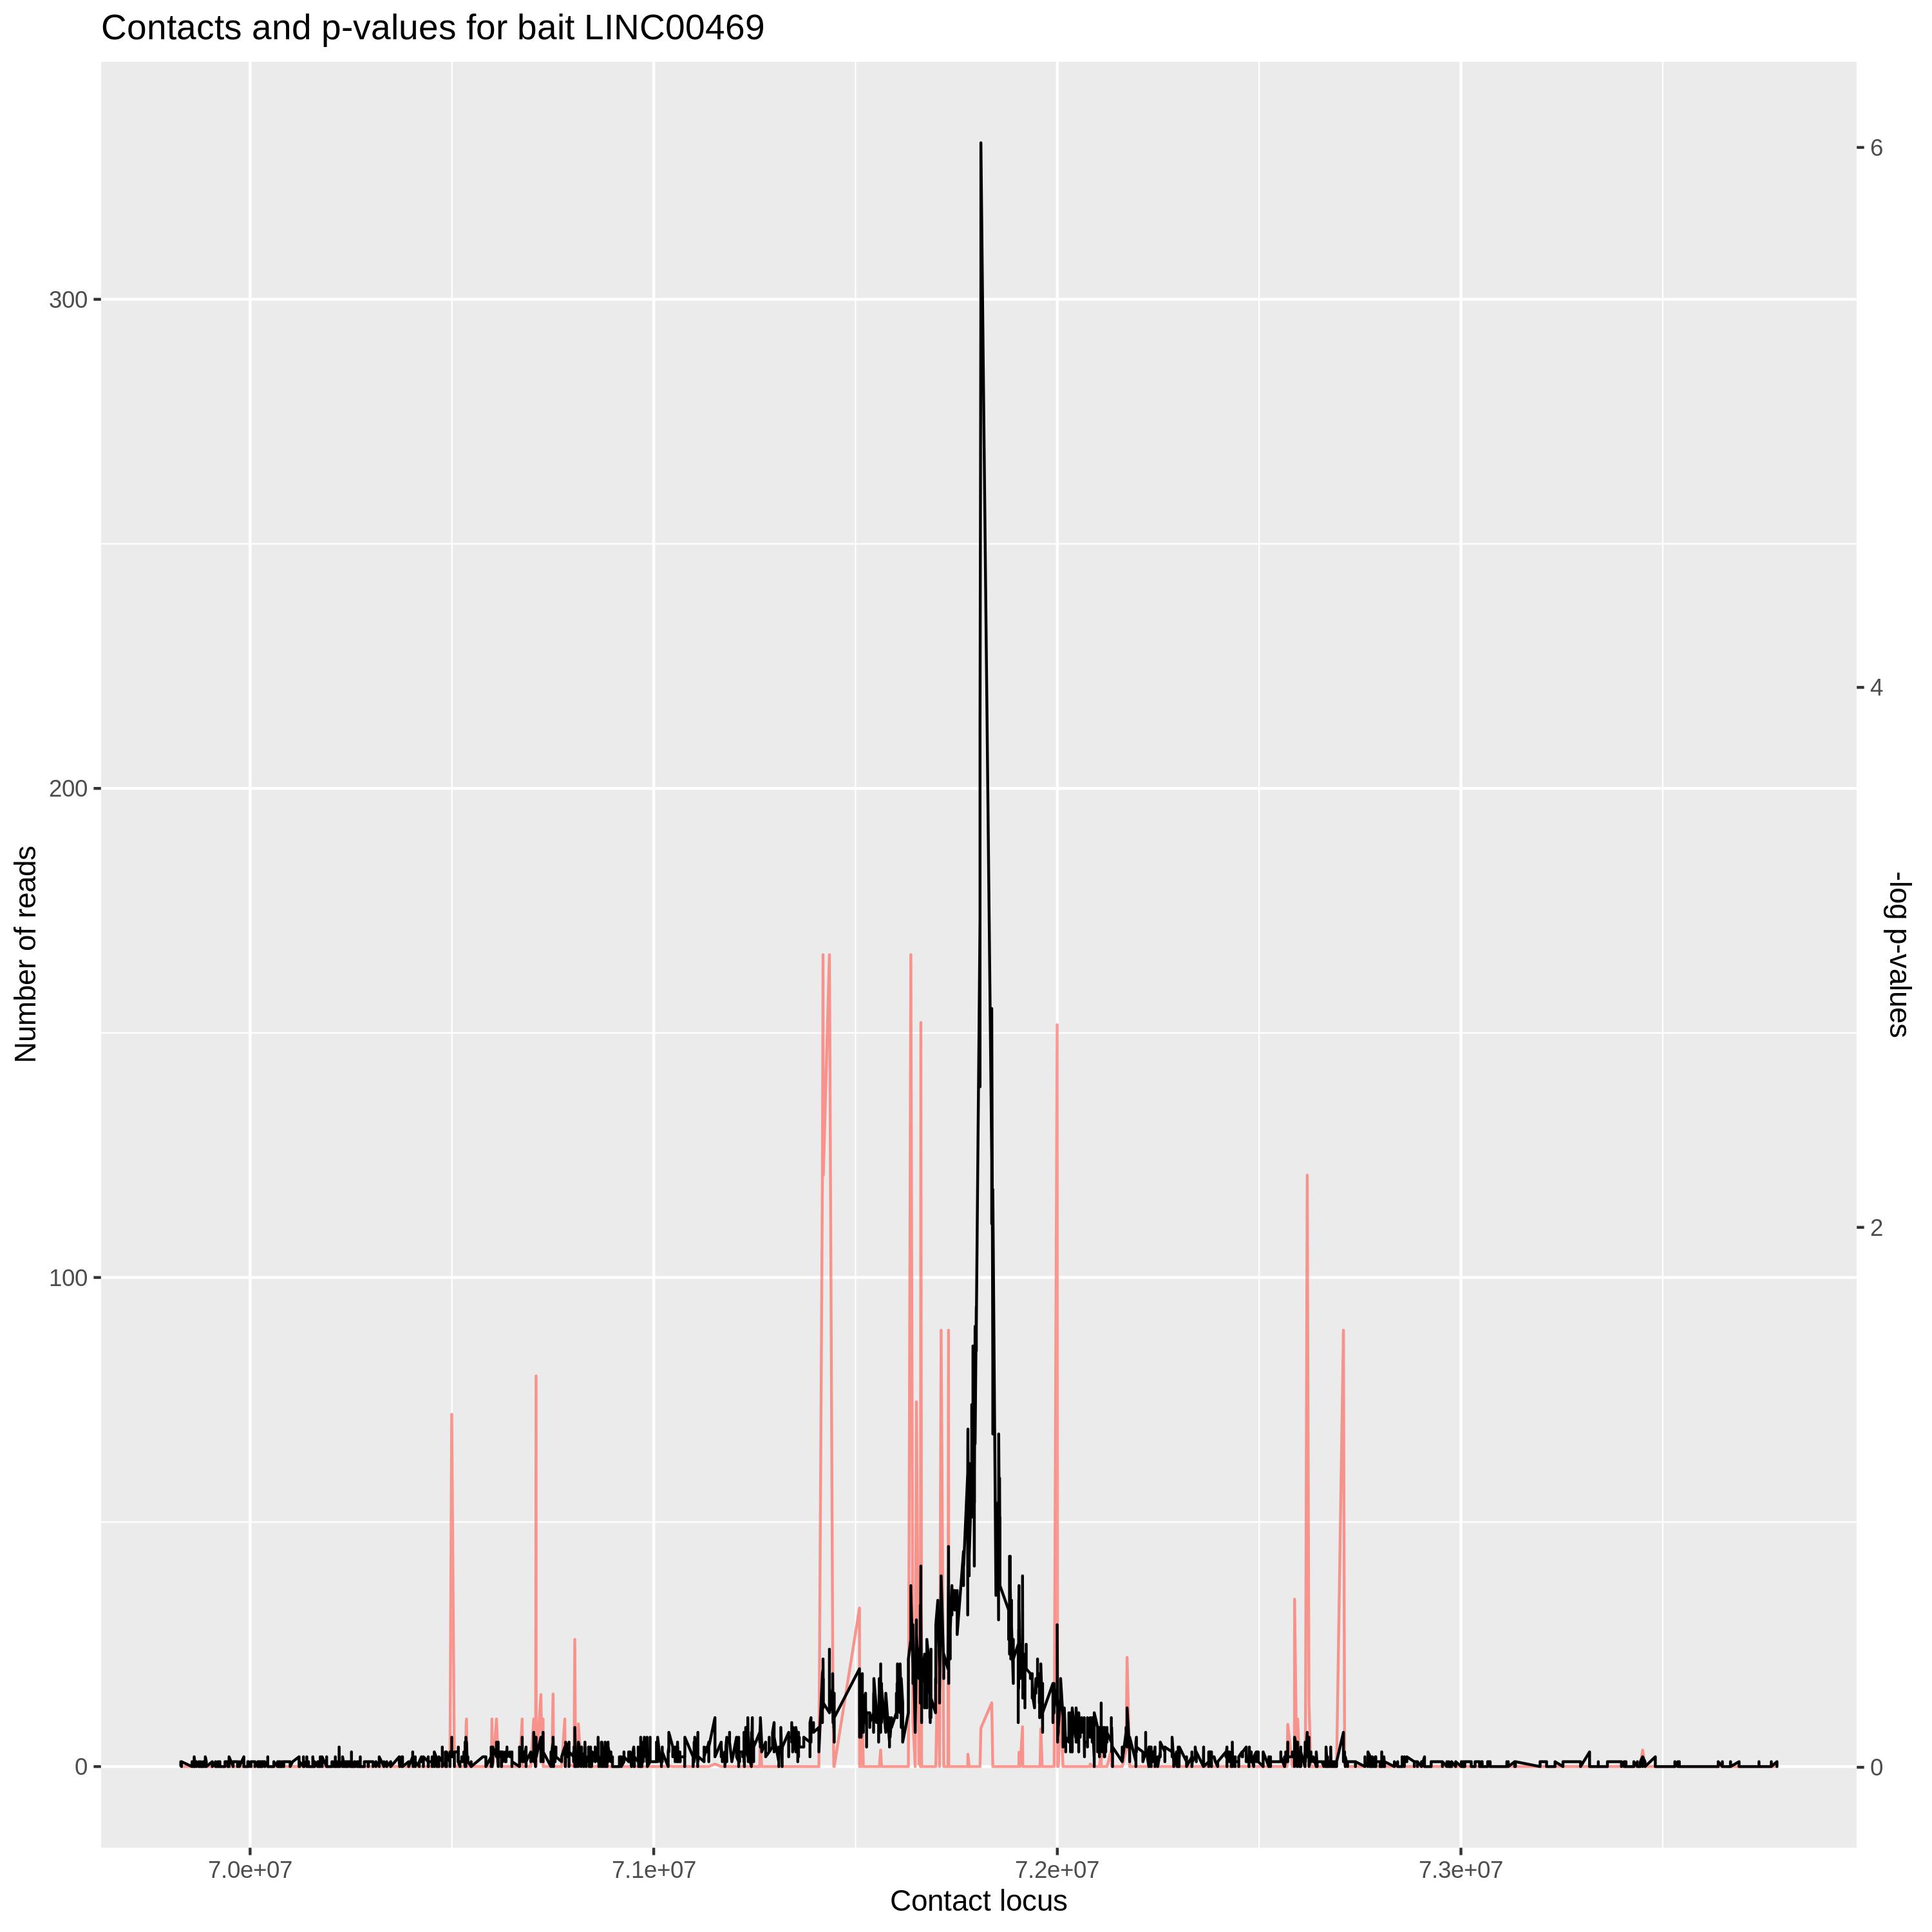 Contacts and p-values for bait LINC00469
300
200
100
0
6
4
2
0
Number of reads
-log p-values
7.0e+07
7.1e+07
7.2e+07
7.3e+07
Contact locus